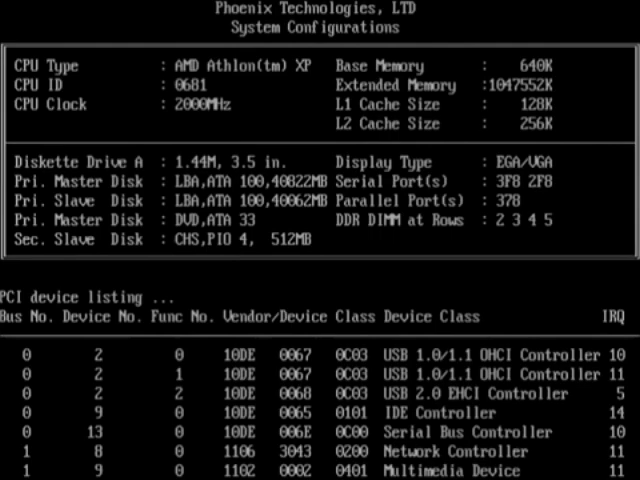 Phoenix Technologies, LTD
System Configurations
CPU Type : AMD Athlon(tm) XP Base Memory : 640K
CPU ID : 0681 Extended Memory :1047552K
CPU Clock : 2000MHz L1 Cache Size : 128K
L2 Cache Size : 256K
Diskette Drive A : 1.44M, 3.5 in. Display Type : EGA/VGA
Pri. Master Disk : LBA,ATA 100,40822MB Serial Port(s) : 3F8 2F8
Pri. Slave Disk : LBA,ATA 100,40062MB Parallel Port(s) : 378
Pri. Master Disk : DVD,ATA 33 DDR DIMM at Rows : 2 3 4 5
Sec. Slave Disk : CHS,PIO 4, 512MB
PCI device listing ...
Bus No. Device No. Func No. Vendor/Device Class Device Class IRQ
0 2 0 10DE 0067 0C03 USB 1.0/1.1 OHCI Controller 10
0 2 1 10DE 0067 0C03 USB 1.0/1.1 OHCI Controller 11
0 2 2 10DE 0068 0C03 USB 2.0 EHCI Controller 5
0 9 0 10DE 0065 0101 IDE Controller 14
0 13 0 10DE 006E 0C00 Serial Bus Controller 10
1 8 0 1106 3043 0200 Network Controller 11
1 9 0 1102 0002 0401 Multimedia Device 11